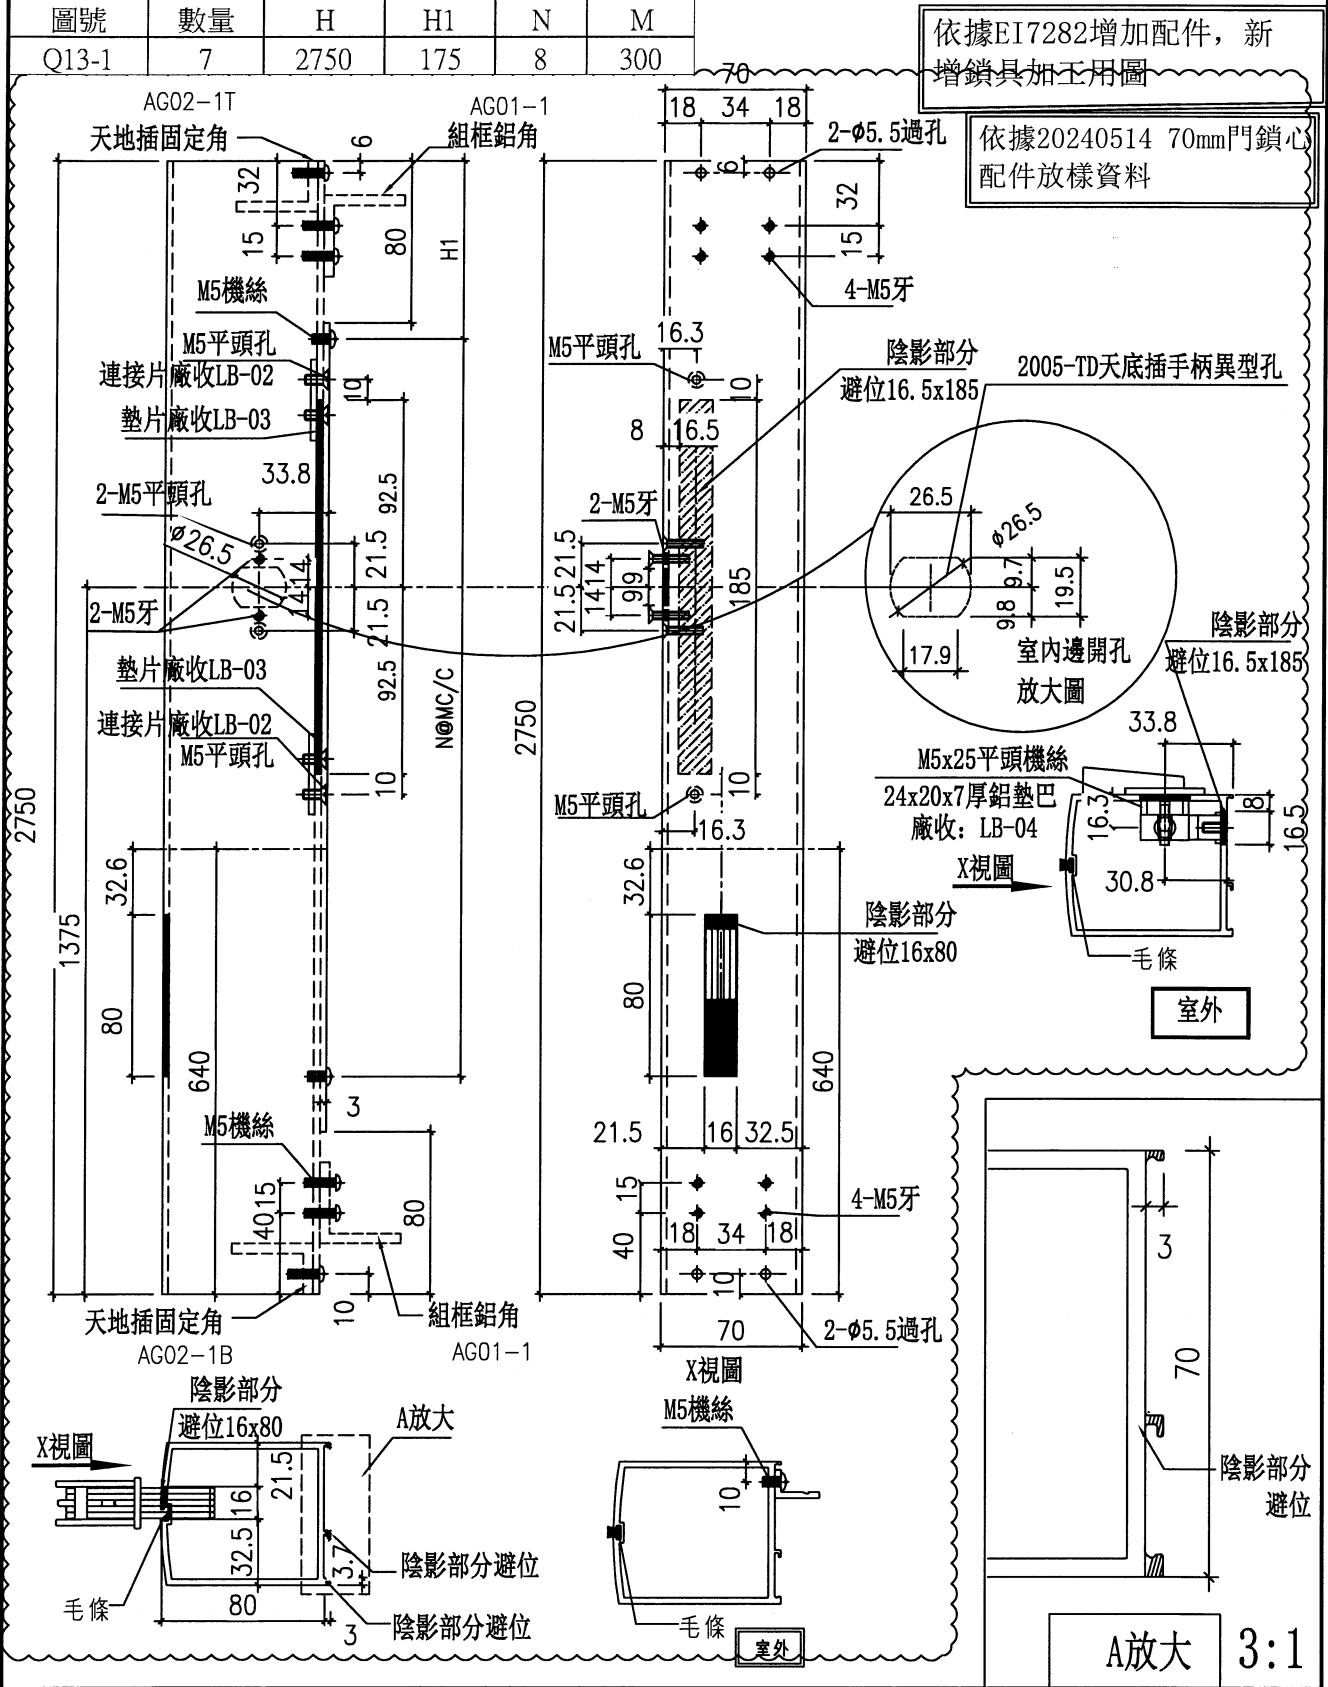 圖號 數量 H H1 N M
Q13-1 7 2750 175 8 300
依據EI7282增加配件，新
增鎖具加工用圖
依據20240514 70mm門鎖心
配件放樣資料
AG02-1T
天地插固定角
AG01-1
組框鋁角
6
32
15
80
H1
M5機絲
M5平頭孔
連接片廠收LB-02
墊片廠收LB-03
10
33.8
92.5
2-M5平頭孔
ø26.5
21.5
14
14
21.5
2-M5牙
92.5
墊片廠收LB-03
連接片廠收LB-02
M5平頭孔
10
N@MC/C
2750
1375
32.6
80
640
3
M5機絲
15
40
80
10
天地插固定角
AG02-1B
組框鋁角
AG01-1
70
18 34 18
2-ø5.5過孔
6
32
15
4-M5牙
16.3
M5平頭孔
10
陰影部分
避位16.5x185
2005-TD天底插手柄異型孔
8 16.5
2-M5牙
21.5
14
14
21.5
9
9
185
2750
10
M5平頭孔
16.3
26.5
ø26.5
9.7
9.8
19.5
17.9
室內邊開孔
放大圖
陰影部分
避位16.5x185
33.8
M5x25平頭機絲
24x20x7厚鋁墊巴
廠收：LB-04
16.3
8
16.5
30.8
X視圖
毛條
室外
32.6
80
陰影部分
避位16x80
640
21.5 16 32.5
15
40
4-M5牙
18 34 18
10
2-ø5.5過孔
70
X視圖
陰影部分
避位16x80
A放大
X視圖
21.5
16
32.5
3.7
陰影部分避位
毛條
80
3
陰影部分避位
M5機絲
10
毛條
室外
3
70
陰影部分
避位
A放大 3:1